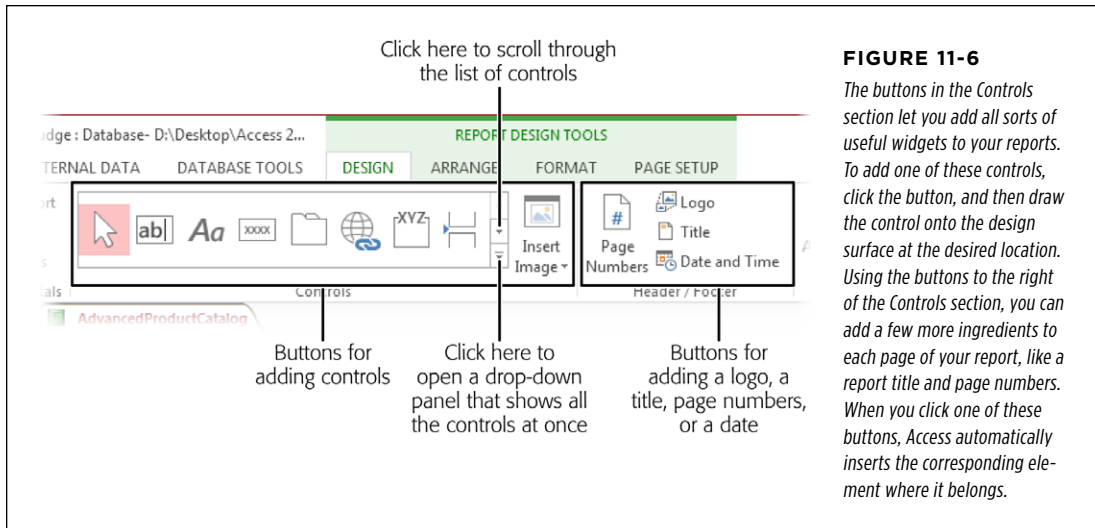 Click here to scroll through
the list of controls
dge : Database- D:\Desktop\Access 2...
REPORT DESIGN TOOLS
TERNAL DATA DATABASE TOOLS DESIGN ARRANGE FORMAT PAGE SETUP
ort
ab|
Aa
xxxx
XYZ
Insert
Image
#
Page
Numbers
Logo
Title
Date and Time
als
Controls
Header / Footer
AdvancedProductCatalog
Buttons for
adding controls
Click here to
open a drop-down
panel that shows all
the controls at once
Buttons for
adding a logo, a
title, page numbers,
or a date
FIGURE 11-6
The buttons in the Controls
section let you add all sorts of
useful widgets to your reports.
To add one of these controls,
click the button, and then draw
the control onto the design
surface at the desired location.
Using the buttons to the right
of the Controls section, you can
add a few more ingredients to
each page of your report, like a
report title and page numbers.
When you click one of these
buttons, Access automatically
inserts the corresponding ele-
ment where it belongs.